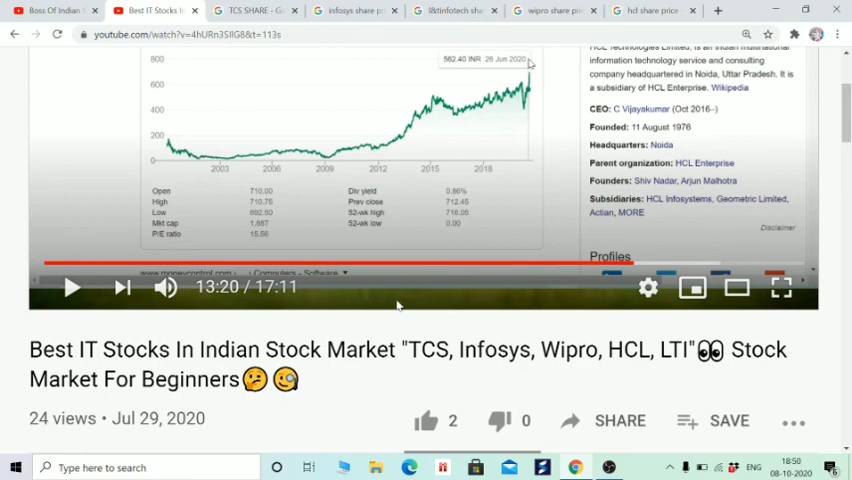 Boss Of Indian S
Best IT Stocks In
TCS SHARE - G
infosys share pri
l&tinfotech shar
wipro share pric
hcl share price -
youtube.com/watch?v=4hURn3SIlG8&t=113s
HCL Technologies Limited, is an Indian multinational
information technology service and consulting
company headquartered in Noida, Uttar Pradesh. It is
a subsidiary of HCL Enterprise. Wikipedia
CEO: C Vijayakumar (Oct 2016–)
Founded: 11 August 1976
Headquarters: Noida
Parent organization: HCL Enterprise
Founders: Shiv Nadar, Arjun Malhotra
Subsidiaries: HCL Infosystems, Geometric Limited,
Actian, MORE
Disclaimer
Profiles
562.40 INR 26 Jun 2020
800
600
400
200
0
2003 2006 2009 2012 2015 2018
Open 710.00 Div yield 0.86%
High 710.75 Prev close 712.45
Low 692.50 52-wk high 716.05
Mkt cap 1.887 52-wk low 0.00
P/E ratio 15.56
www.moneycontrol.com › Computers - Software
13:20 / 17:11
Best IT Stocks In Indian Stock Market "TCS, Infosys, Wipro, HCL, LTI"👀 Stock
Market For Beginners🤔🧐
24 views • Jul 29, 2020
2 0 SHARE SAVE
Type here to search
ENG
18:50
08-10-2020
6